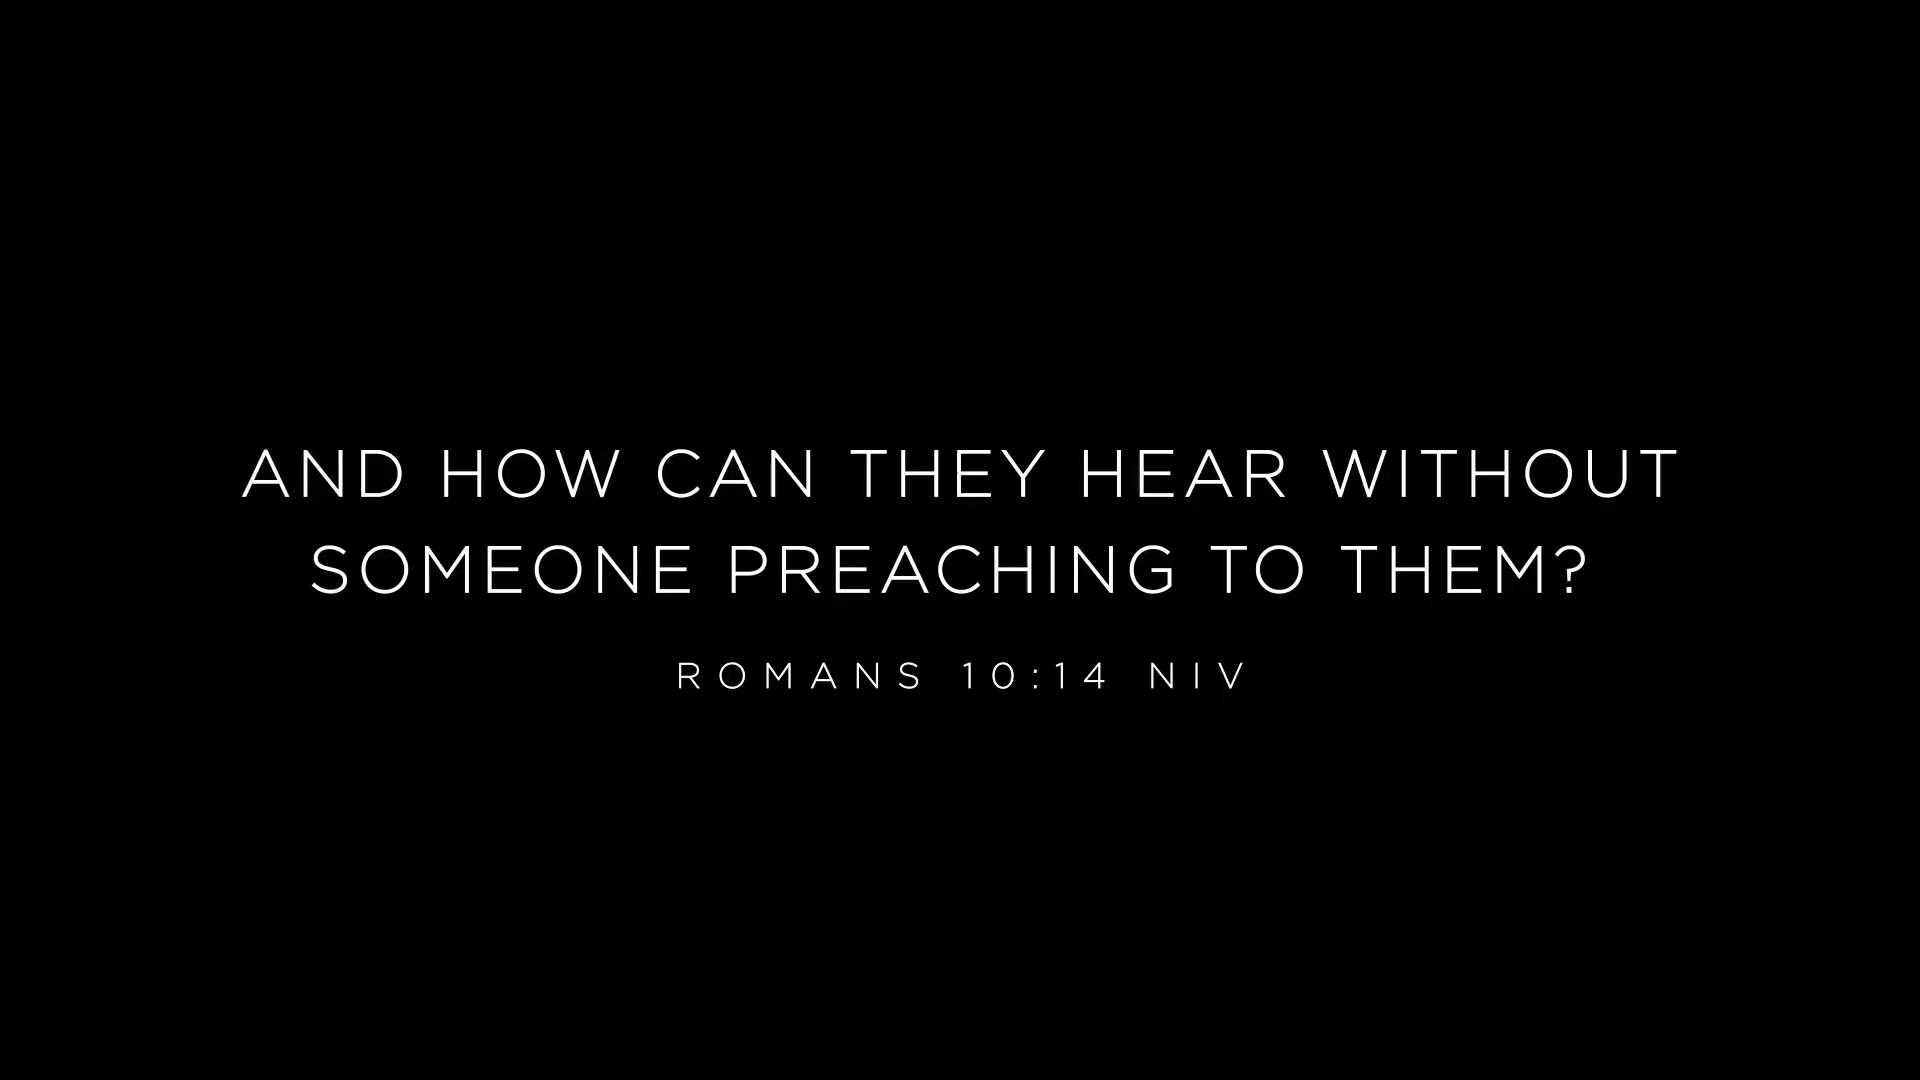 AND HOW CAN THEY HEAR WITHOUT
SOMEONE PREACHING TO THEM?
ROMANS 10:14 NIV